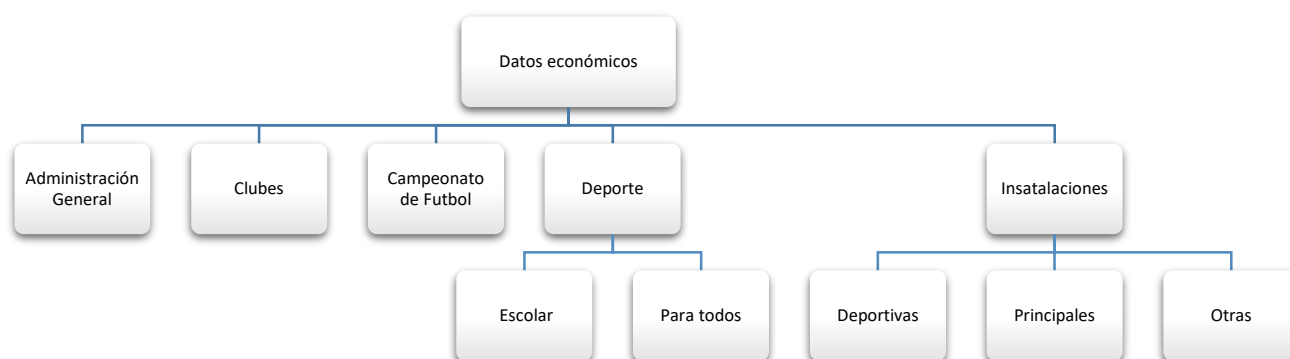 Datos económicos
Administración
General
Clubes
Campeonato
de Futbol
Deporte
Insatalaciones
Escolar
Para todos
Deportivas
Principales
Otras